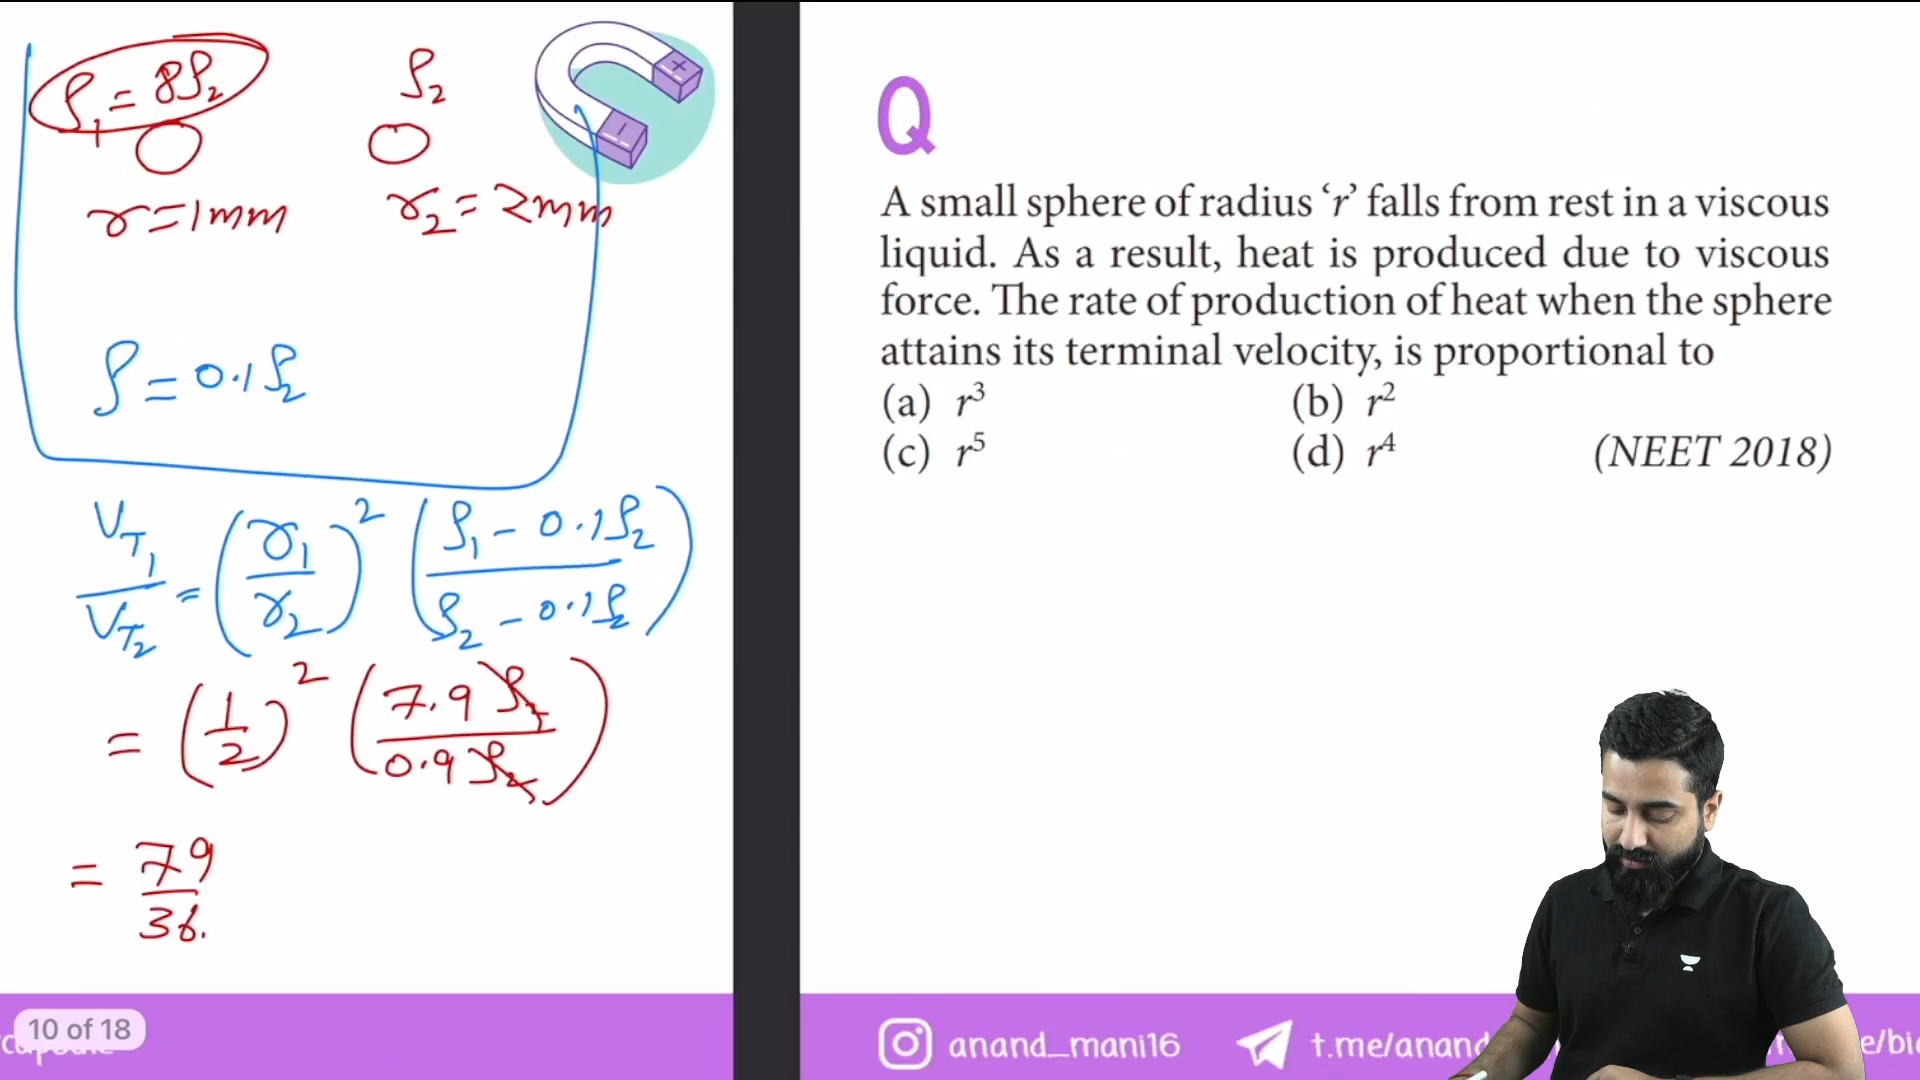 ρ₁ = 8ρ₂
ρ₂
r = 1mm
r₂ = 2mm
ρ = 0.1ρ₂
V_T₁ / V_T₂ = (r₁ / r₂)² (ρ₁ - 0.1ρ₂ / ρ₂ - 0.1ρ₂)
= (1 / 2)² (7.9ρ₂ / 0.9ρ₂)
= 79 / 36.
10 of 18
+
-
Q
A small sphere of radius ‘r’ falls from rest in a viscous
liquid. As a result, heat is produced due to viscous
force. The rate of production of heat when the sphere
attains its terminal velocity, is proportional to
(a) r³ (b) r²
(c) r⁵ (d) r⁴ (NEET 2018)
anand_mani16 t.me/anand